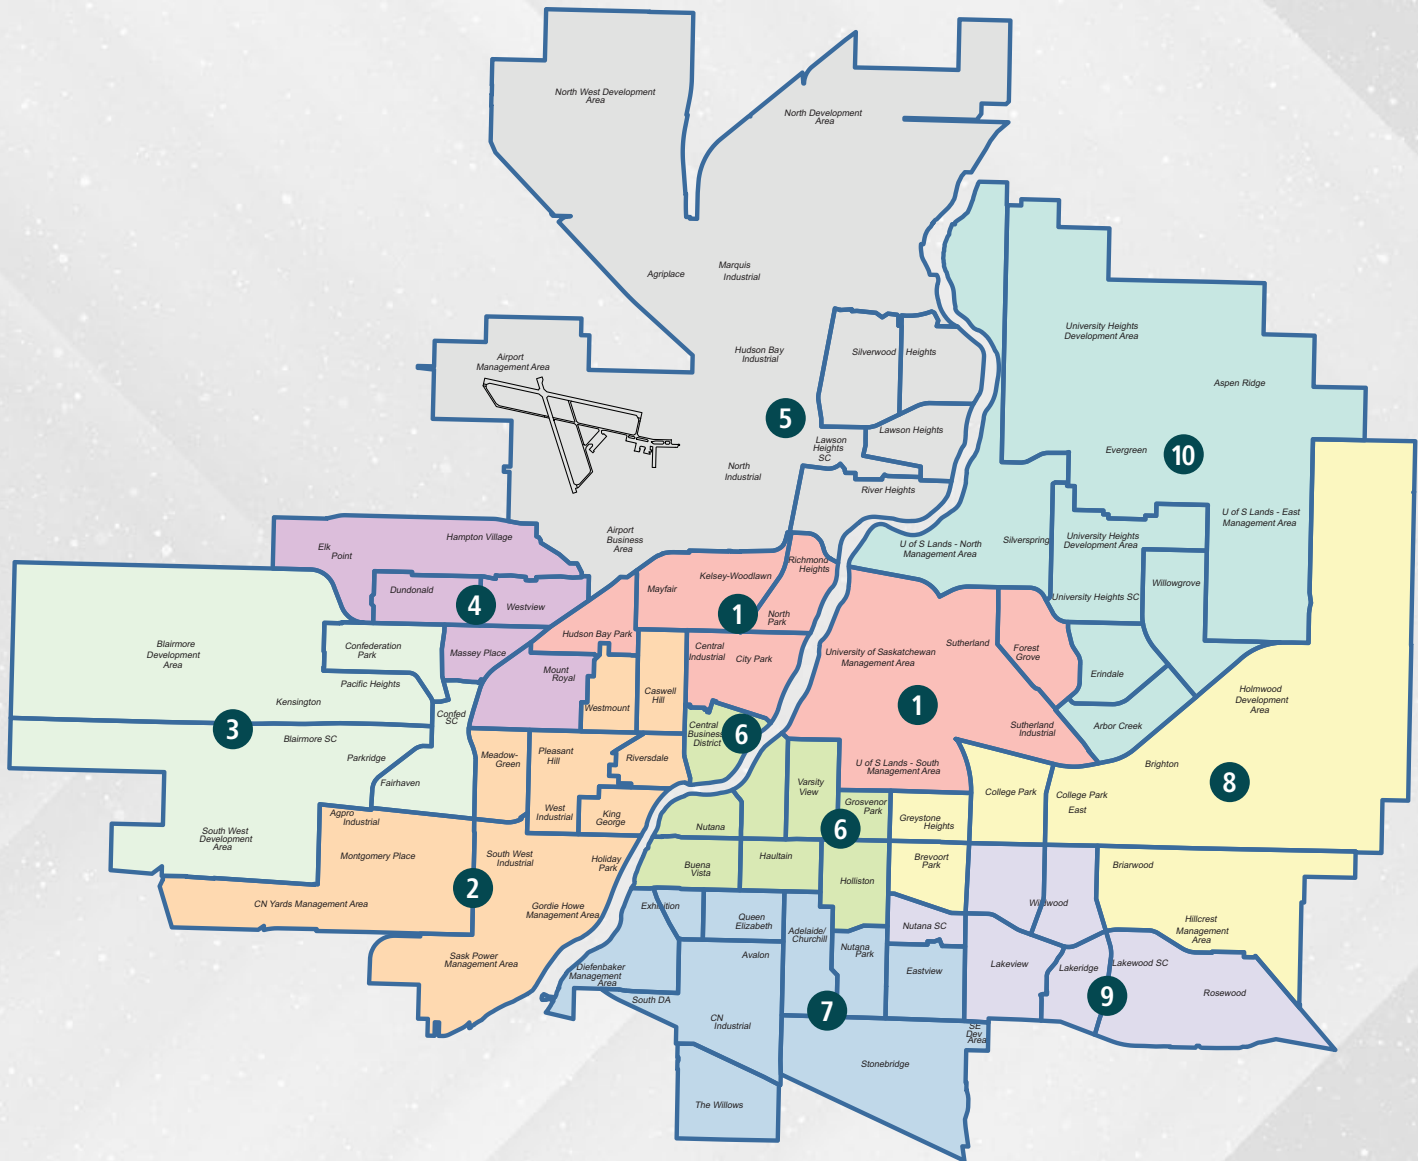 North West Development
Area
North Development
Area
Agriplace
Marquis
Industrial
University Heights
Development Area
Hudson Bay
Industrial
Silverwood
Heights
Airport
Management Area
Aspen Ridge
5
Lawson
Heights
SC
Lawson Heights
Evergreen
10
North
Industrial
River Heights
U of S Lands - East
Management Area
Airport
Business
Area
Hampton Village
Elk
Point
U of S Lands - North
Management Area
Silverspring
University Heights
Development Area
Richmond
Heights
Kelsey-Woodlawn
Mayfair
Dundonald
4
Westview
1
North
Park
University Heights SC
Willowgrove
Hudson Bay Park
Central
Industrial
City Park
University of Saskatchewan
Management Area
Sutherland
Forest
Grove
Blairmore
Development
Area
Confederation
Park
Massey Place
Mount
Royal
Erindale
Pacific Heights
Kensington
Caswell
Hill
Westmount
Holmwood
Development
Area
3
Confed
SC
1
Blairmore SC
Central
Business
District
6
Sutherland
Industrial
Arbor Creek
Parkridge
Fairhaven
Meadow-
Green
Pleasant
Hill
Riversdale
U of S Lands - South
Management Area
Brighton
8
Varsity
View
College Park
College Park
East
Agpro
Industrial
West
Industrial
King
George
Grosvenor
Park
Greystone
Heights
South West
Development
Area
Nutana
6
Montgomery Place
South West
Industrial
Holiday
Park
Buena
Vista
Haultain
Brevoort
Park
Briarwood
2
Holliston
CN Yards Management Area
Gordie Howe
Management Area
Exhibition
Queen
Elizabeth
Adelaide/
Churchill
Nutana SC
Wildwood
Hillcrest
Management
Area
Sask Power
Management Area
Diefenbaker
Management
Area
Avalon
Nutana
Park
Eastview
Lakeview
Lakeridge
Lakewood SC
South DA
CN
Industrial
7
9
Rosewood
SE
Dev
Area
Stonebridge
The Willows